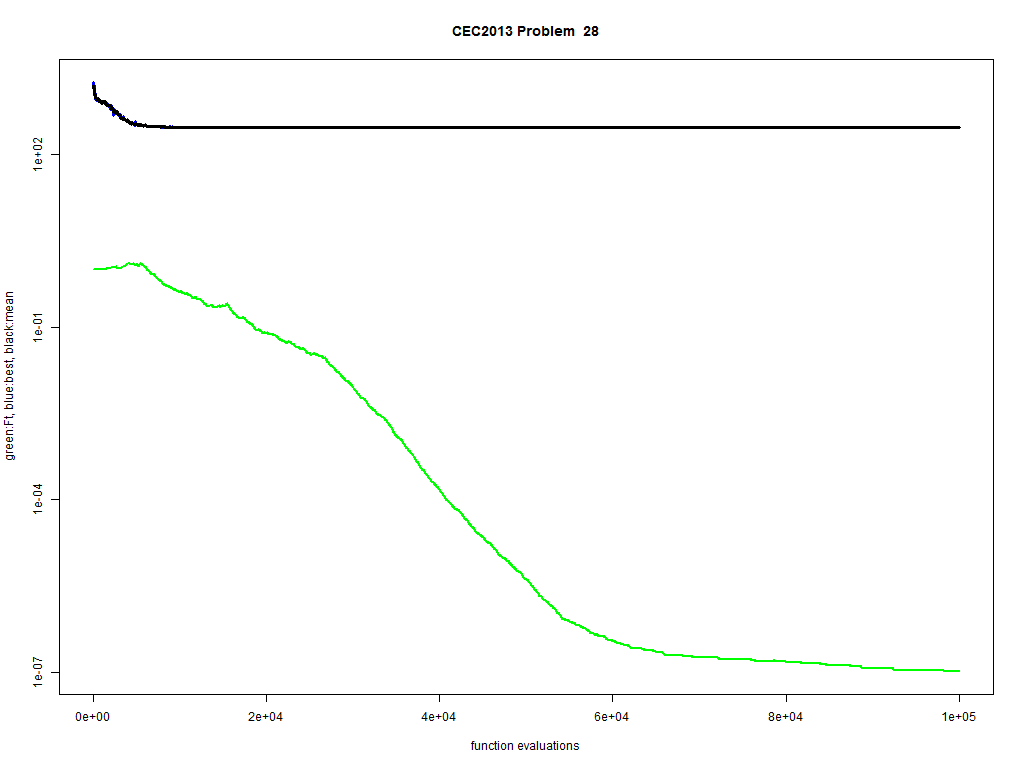 CEC2013 Problem  28
green:Ft, blue:best, black:mean
1e+02
1e-01
1e-04
1e-07
0e+00 2e+04 4e+04 6e+04 8e+04 1e+05
function evaluations